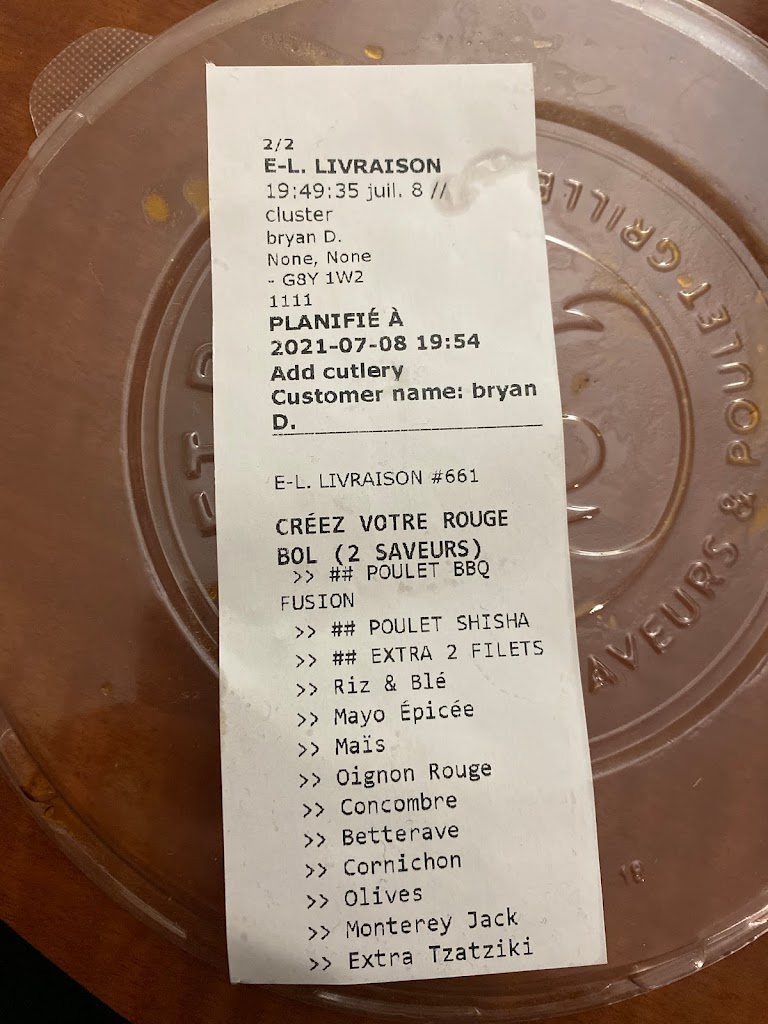 2/2
E-L. LIVRAISON
19:49:35 juil. 8 //
cluster
bryan D.
None, None
- G8Y 1W2
1111
PLANIFIÉ À
2021-07-08 19:54
Add cutlery
Customer name: bryan
D.
E-L. LIVRAISON #661
CRÉEZ VOTRE ROUGE
BOL (2 SAVEURS)
>> ## POULET BBQ
FUSION
>> ## POULET SHISHA
>> ## EXTRA 2 FILETS
>> Riz & Blé
>> Mayo Épicée
>> Maïs
>> Oignon Rouge
>> Concombre
>> Betterave
>> Cornichon
>> Olives
>> Monterey Jack
>> Extra Tzatziki
AVEURS & POULET-GRILLE